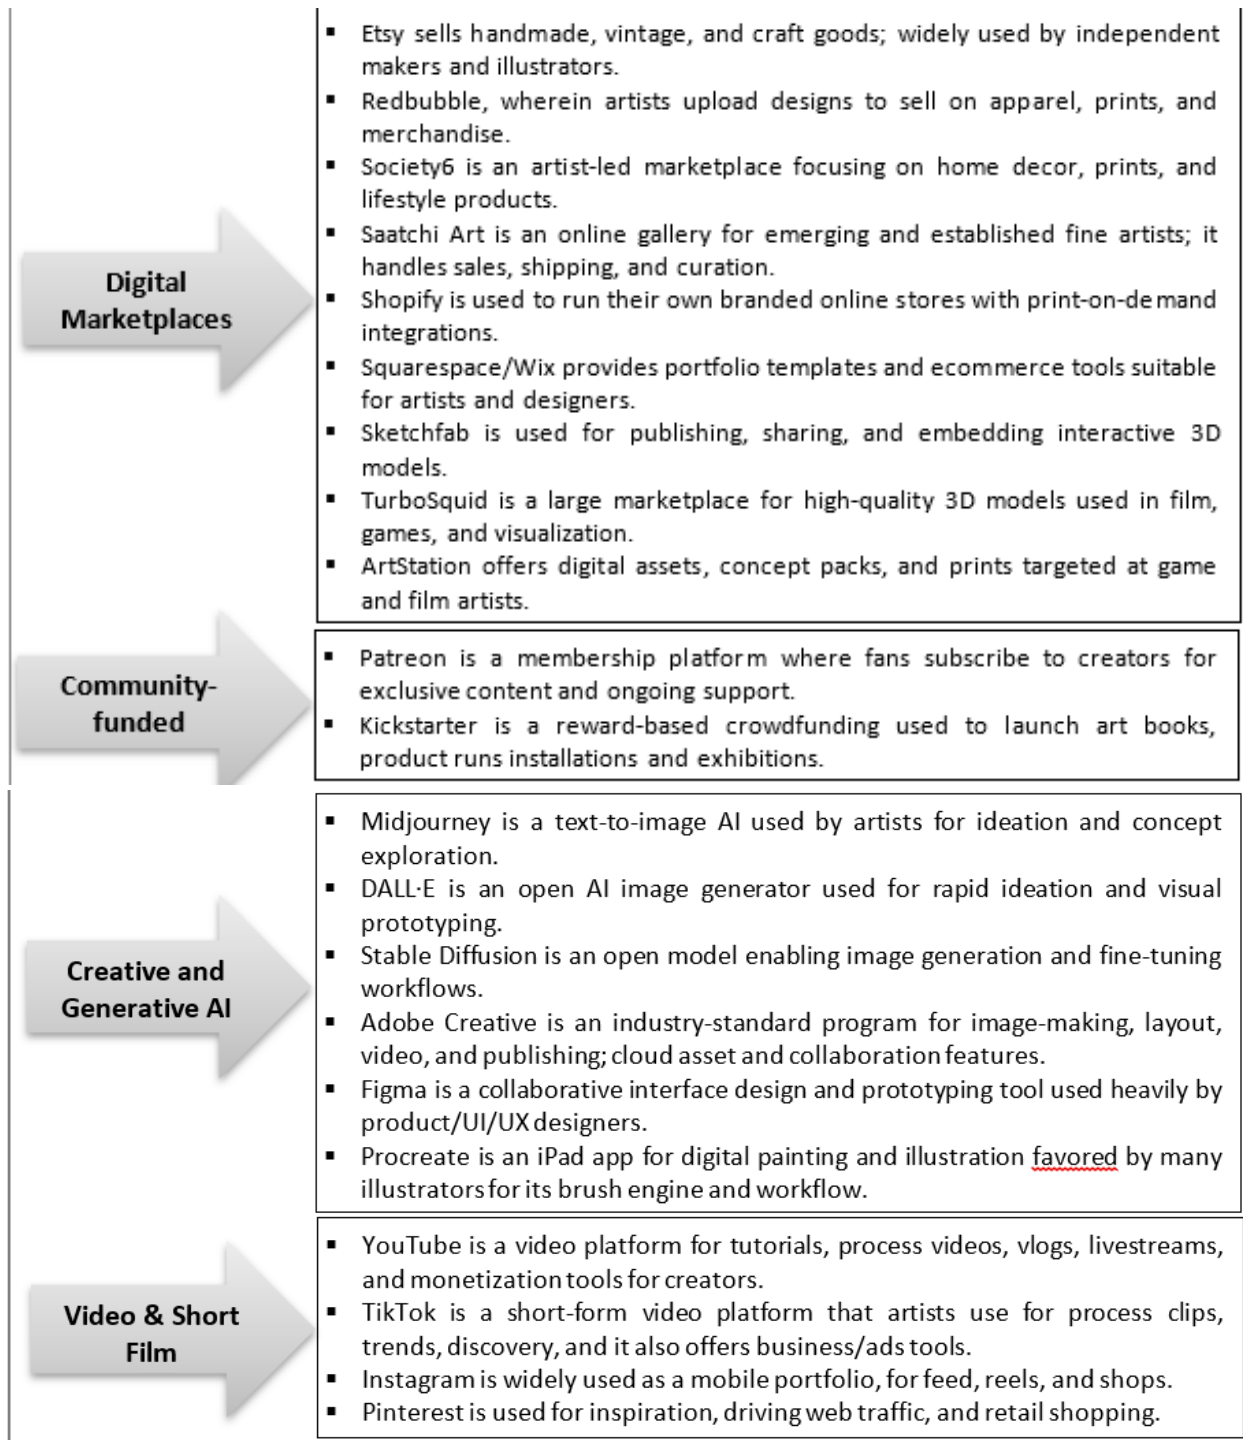 Digital
Marketplaces
▪ Etsy sells handmade, vintage, and craft goods; widely used by independent
makers and illustrators.
▪ Redbubble, wherein artists upload designs to sell on apparel, prints, and
merchandise.
▪ Society6 is an artist-led marketplace focusing on home decor, prints, and
lifestyle products.
▪ Saatchi Art is an online gallery for emerging and established fine artists; it
handles sales, shipping, and curation.
▪ Shopify is used to run their own branded online stores with print-on-demand
integrations.
▪ Squarespace/Wix provides portfolio templates and ecommerce tools suitable
for artists and designers.
▪ Sketchfab is used for publishing, sharing, and embedding interactive 3D
models.
▪ TurboSquid is a large marketplace for high-quality 3D models used in film,
games, and visualization.
▪ ArtStation offers digital assets, concept packs, and prints targeted at game
and film artists.
Community-
funded
▪ Patreon is a membership platform where fans subscribe to creators for
exclusive content and ongoing support.
▪ Kickstarter is a reward-based crowdfunding used to launch art books,
product runs installations and exhibitions.
Creative and
Generative AI
▪ Midjourney is a text-to-image AI used by artists for ideation and concept
exploration.
▪ DALL·E is an open AI image generator used for rapid ideation and visual
prototyping.
▪ Stable Diffusion is an open model enabling image generation and fine-tuning
workflows.
▪ Adobe Creative is an industry-standard program for image-making, layout,
video, and publishing; cloud asset and collaboration features.
▪ Figma is a collaborative interface design and prototyping tool used heavily by
product/UI/UX designers.
▪ Procreate is an iPad app for digital painting and illustration favored by many
illustrators for its brush engine and workflow.
Video & Short
Film
▪ YouTube is a video platform for tutorials, process videos, vlogs, livestreams,
and monetization tools for creators.
▪ TikTok is a short-form video platform that artists use for process clips,
trends, discovery, and it also offers business/ads tools.
▪ Instagram is widely used as a mobile portfolio, for feed, reels, and shops.
▪ Pinterest is used for inspiration, driving web traffic, and retail shopping.